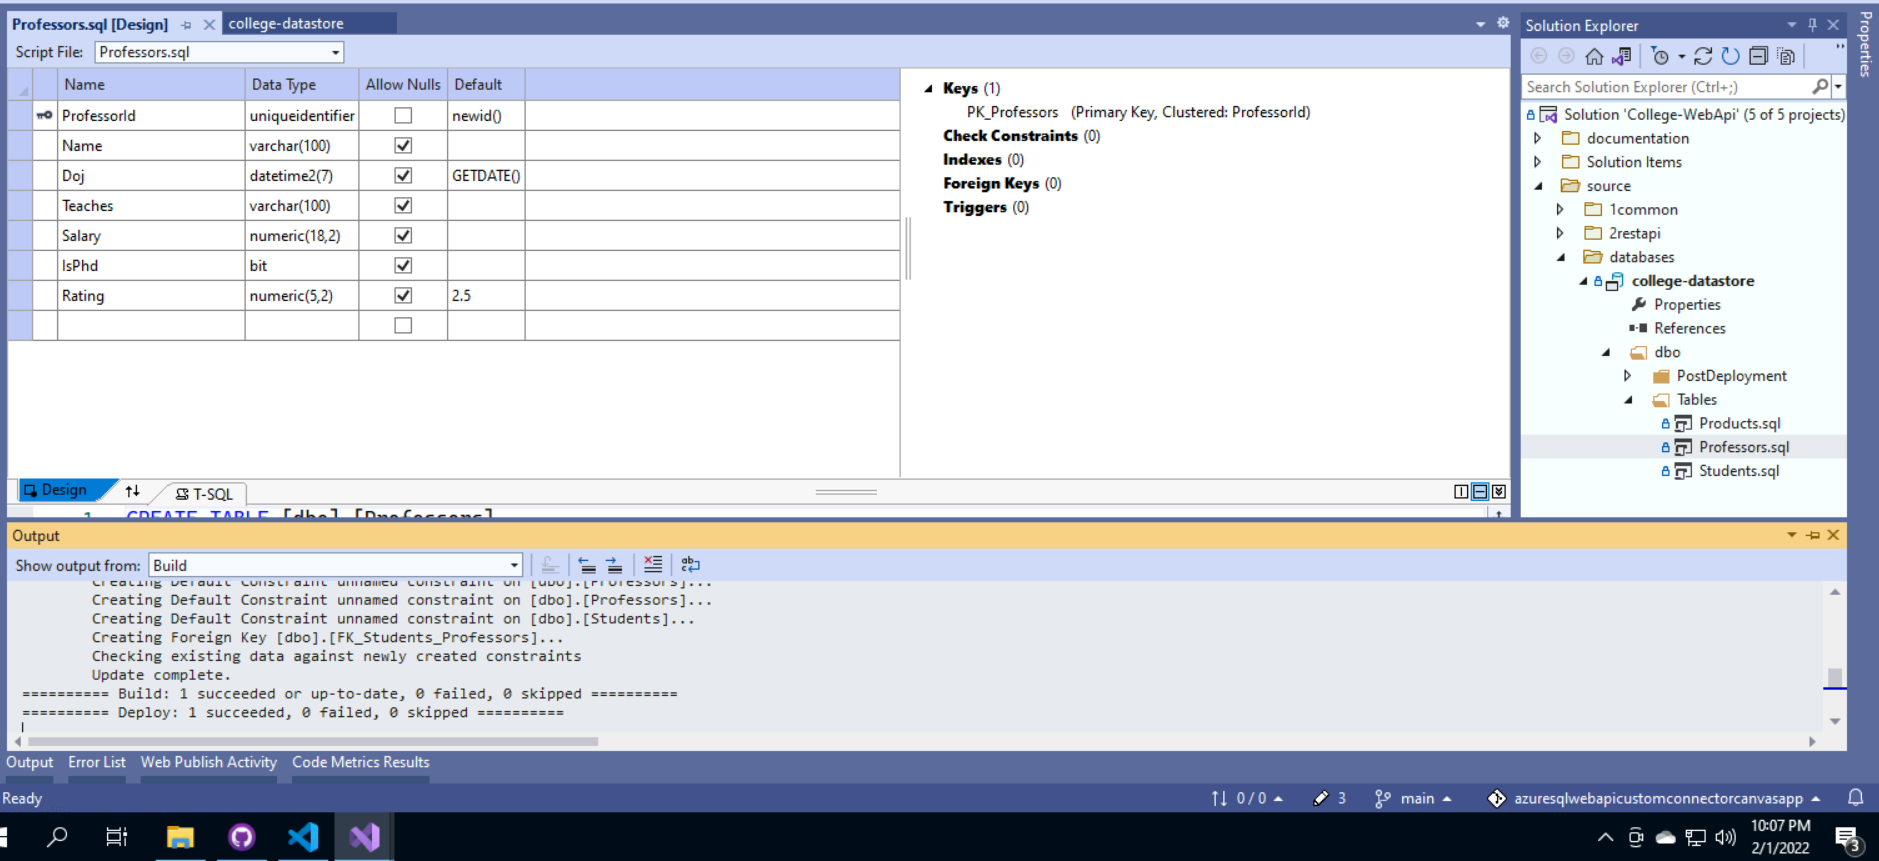 Professors.sql [Design]
college-datastore
Script File: Professors.sql
Name Data Type Allow Nulls Default
ProfessorId uniqueidentifier newid()
Name varchar(100)
Doj datetime2(7) GETDATE()
Teaches varchar(100)
Salary numeric(18,2)
IsPhd bit
Rating numeric(5,2) 2.5
Keys (1)
PK_Professors (Primary Key, Clustered: ProfessorId)
Check Constraints (0)
Indexes (0)
Foreign Keys (0)
Triggers (0)
Design
T-SQL
1 CREATE TABLE [dbo].[Professors]
Solution Explorer
Search Solution Explorer (Ctrl+;)
Solution 'College-WebApi' (5 of 5 projects)
documentation
Solution Items
source
1common
2restapi
databases
college-datastore
Properties
References
dbo
PostDeployment
Tables
Products.sql
Professors.sql
Students.sql
Properties
Output
Show output from: Build
Creating Default Constraint unnamed constraint on [dbo].[Professors]...
Creating Default Constraint unnamed constraint on [dbo].[Professors]...
Creating Default Constraint unnamed constraint on [dbo].[Students]...
Creating Foreign Key [dbo].[FK_Students_Professors]...
Checking existing data against newly created constraints
Update complete.
========== Build: 1 succeeded or up-to-date, 0 failed, 0 skipped ==========
========== Deploy: 1 succeeded, 0 failed, 0 skipped ==========
Output Error List Web Publish Activity Code Metrics Results
Ready
0 / 0
3
main
azuresqlwebapicustomconnectorcanvasapp
10:07 PM
2/1/2022
3